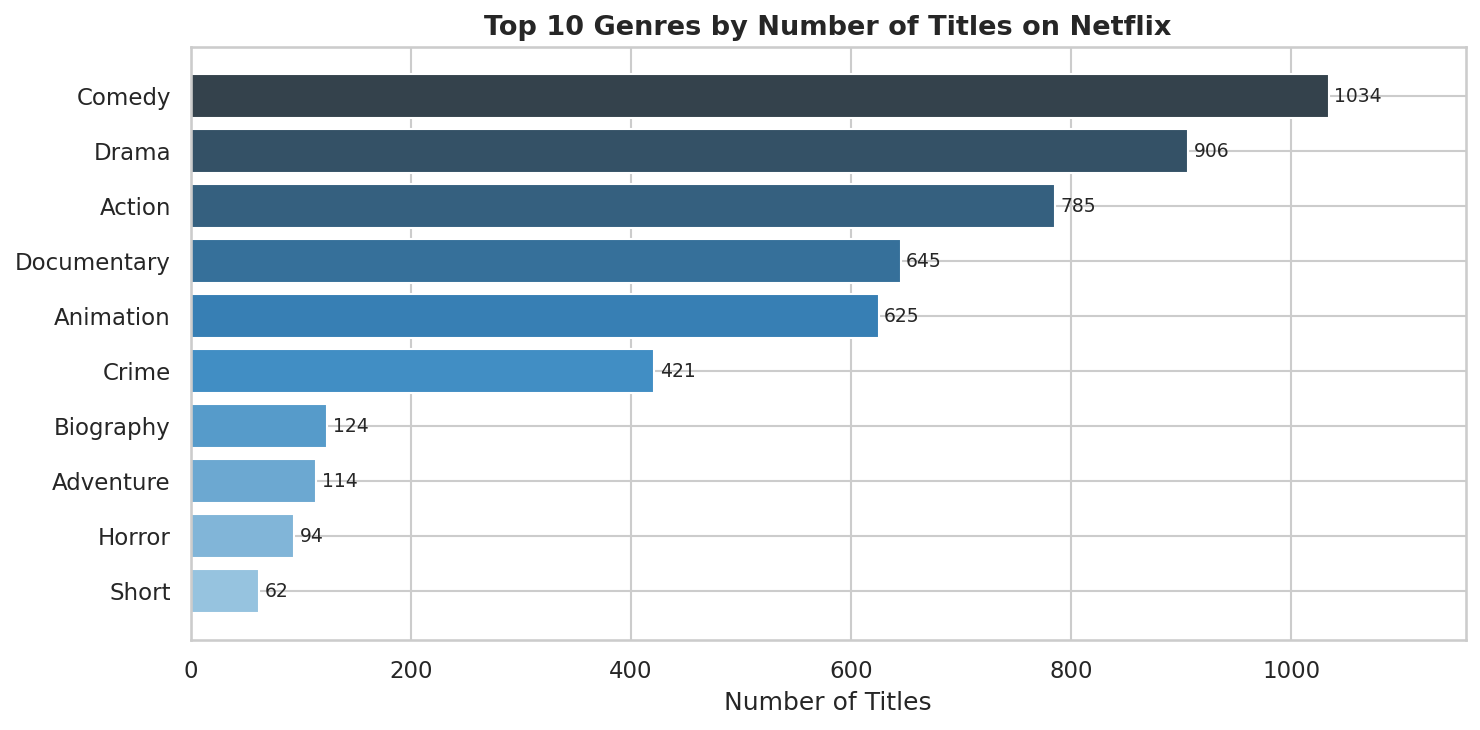 Top 10 Genres by Number of Titles on Netflix
Comedy 1034
Drama 906
Action 785
Documentary 645
Animation 625
Crime 421
Biography 124
Adventure 114
Horror 94
Short 62
0 200 400 600 800 1000
Number of Titles